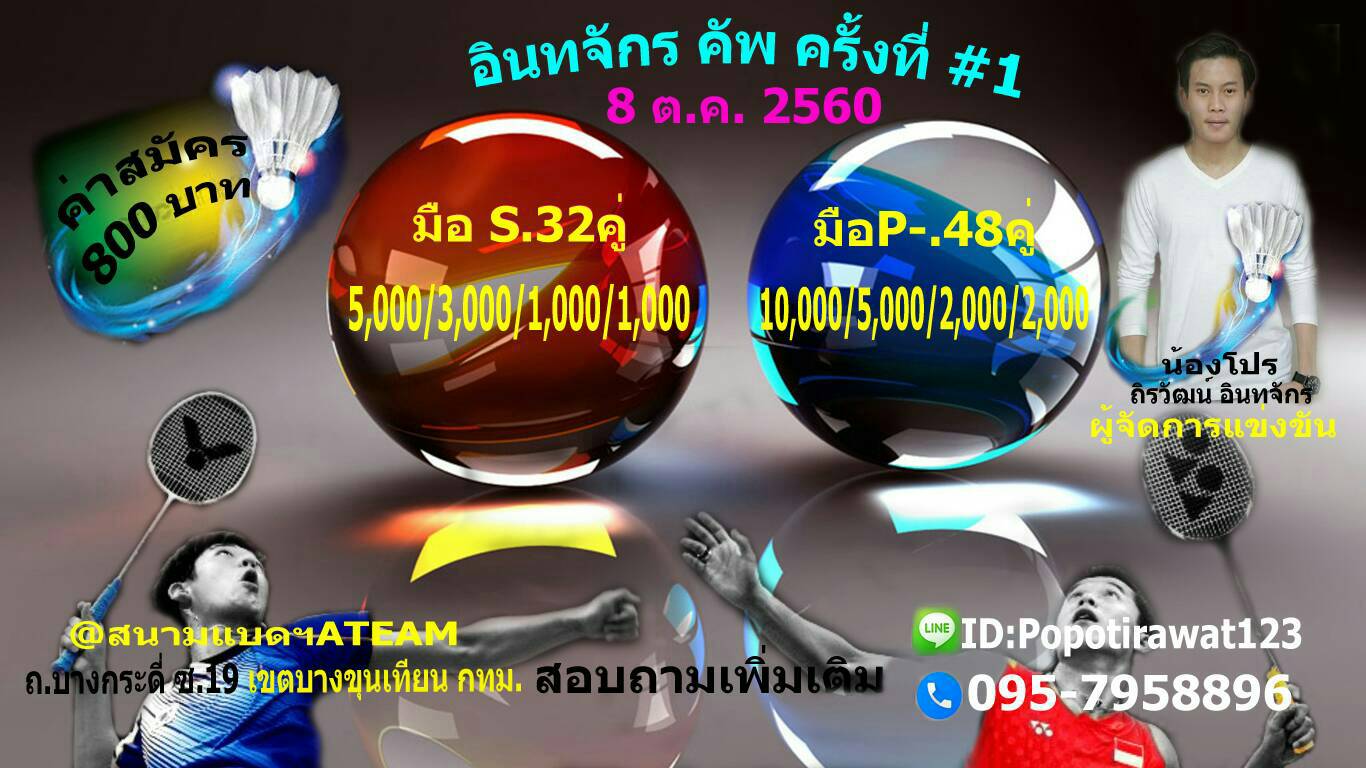 อินทจักร คัพ ครั้งที่ #1
8 ต.ค. 2560
ค่าสมัคร
800 บาท
มือ S.32คู่
5,000/3,000/1,000/1,000
มือP-.48คู่
10,000/5,000/2,000/2,000
น้องโปร
ถิรวัฒน์ อินทจักร
ผู้จัดการแข่งขัน
@สนามแบดฯATEAM
ถ.บางกระดี่ ซ.19 เขตบางขุนเทียน กทม.
สอบถามเพิ่มเติม
LINE ID:Popotirawat123
095-7958896